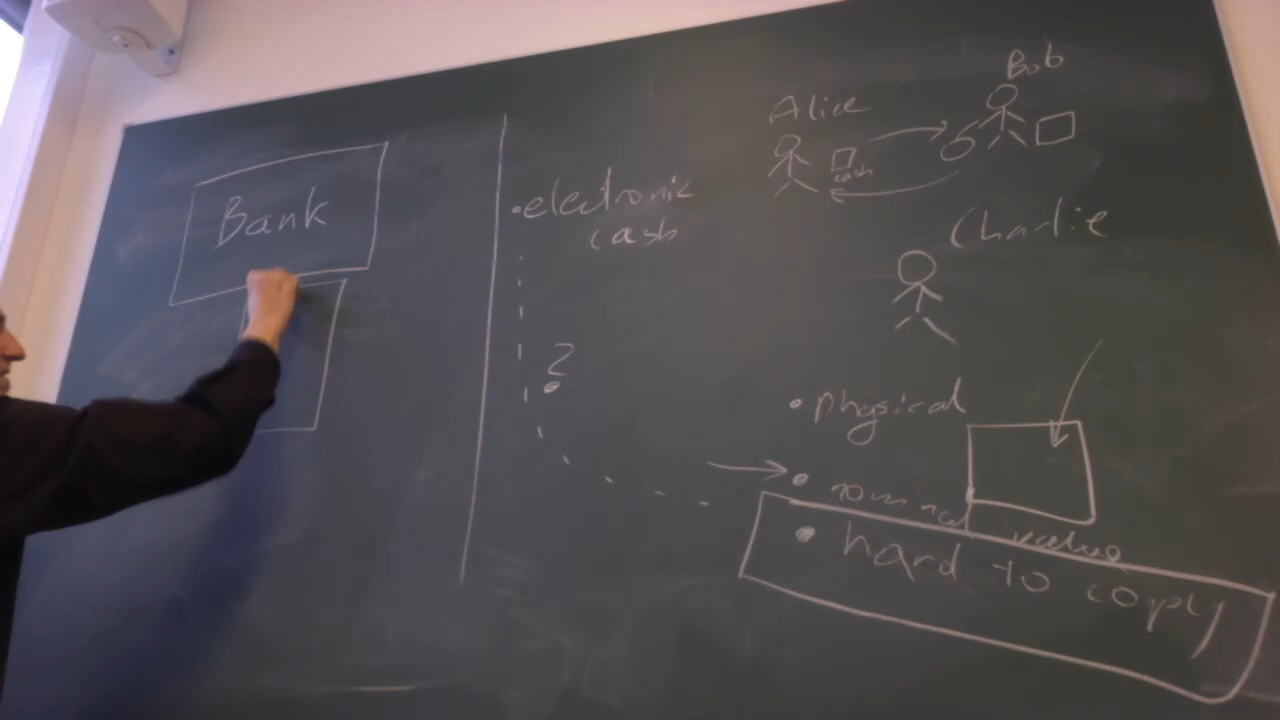 Bank
• electronic
cash
?
Alice
cash
Bob
Charlie
• physical
• nominal value
• hard to copy